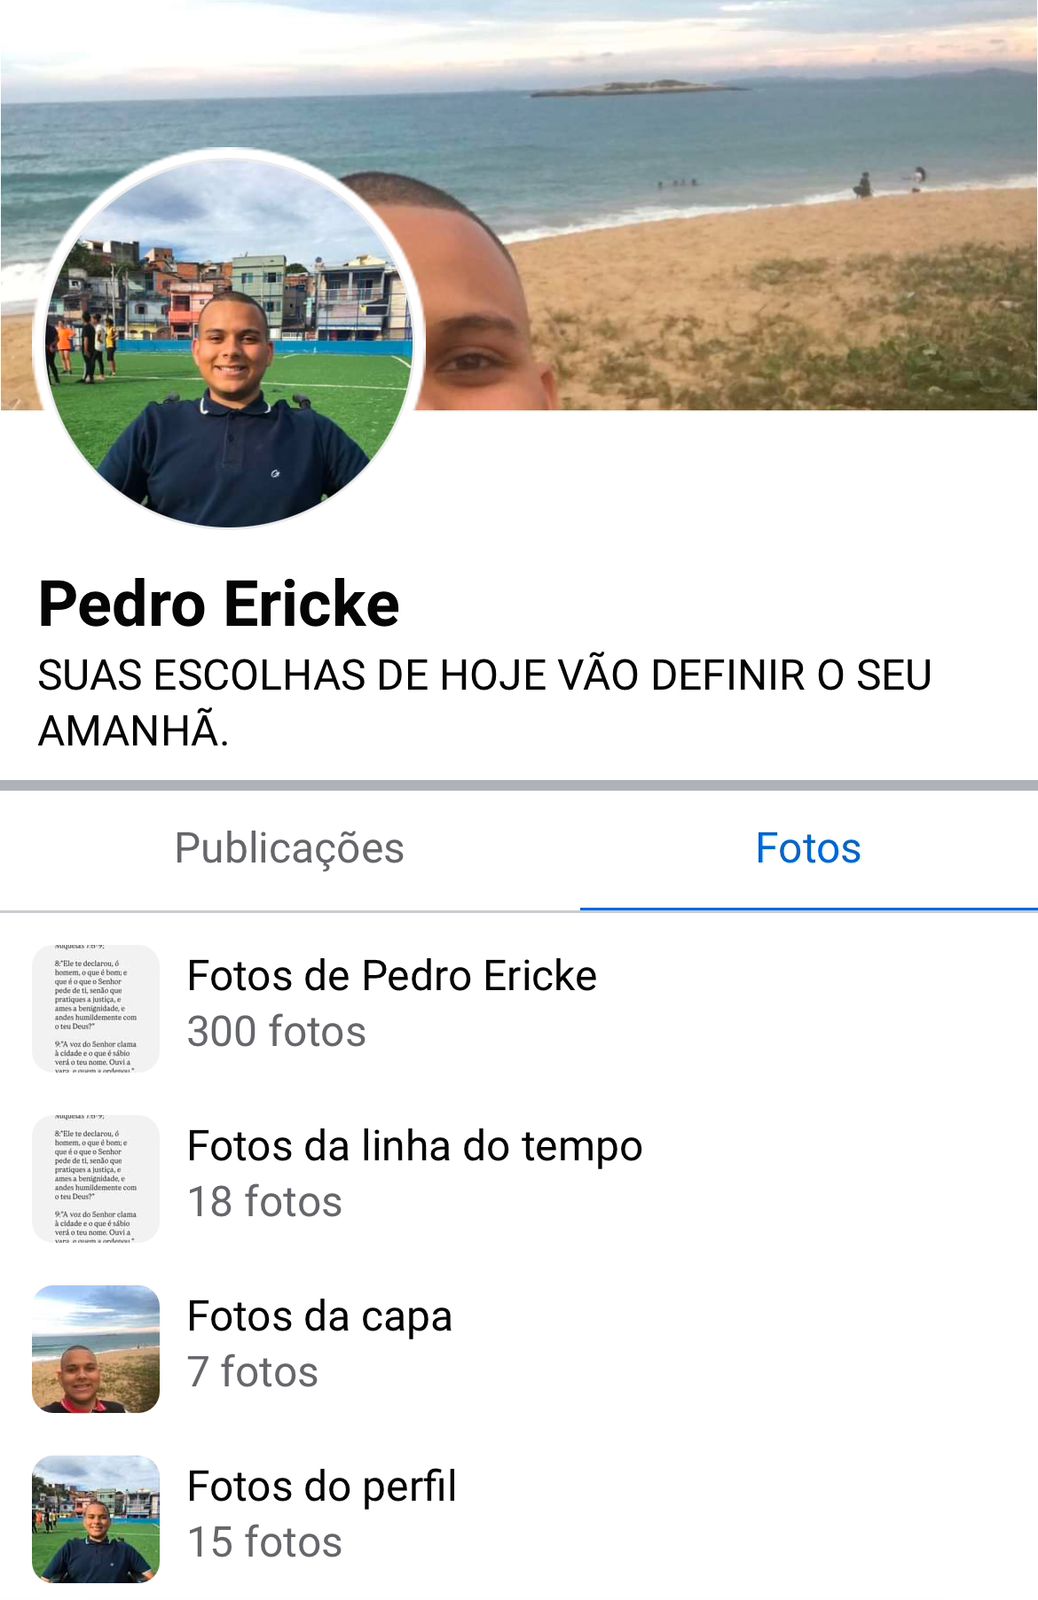 Pedro Ericke
SUAS ESCOLHAS DE HOJE VÃO DEFINIR O SEU
AMANHÃ.
Publicações
Fotos
Miquéias 7:8-9;
8:"Ele te declarou, ó
homem, o que é bom; e
que é o que o Senhor
pede de ti, senão que
pratiques a justiça, e
ames a benignidade, e
andes humildemente com
o teu Deus?"
9:"A voz do Senhor clama
à cidade e o que é sábio
verá o teu nome. Ouvi a
vara, e quem a ordenou."
Fotos de Pedro Ericke
300 fotos
8:"Ele te declarou, ó
homem, o que é bom; e
que é o que o Senhor
pede de ti, senão que
pratiques a justiça, e
ames a benignidade, e
andes humildemente com
o teu Deus?"
9:"A voz do Senhor clama
à cidade e o que é sábio
verá o teu nome. Ouvi a
vara, e quem a ordenou."
Fotos da linha do tempo
18 fotos
Fotos da capa
7 fotos
Fotos do perfil
15 fotos